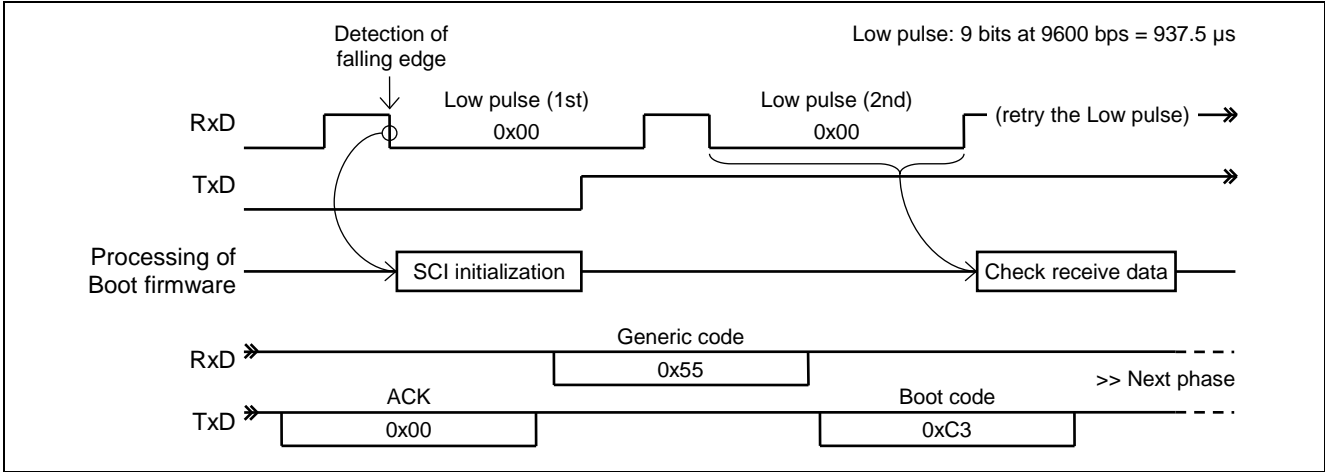 Detection of
falling edge
Low pulse: 9 bits at 9600 bps = 937.5 µs
Low pulse (1st)
Low pulse (2nd)
RxD
0x00
0x00
(retry the Low pulse)
TxD
Processing of
Boot firmware
SCI initialization
Check receive data
Generic code
RxD
0x55
>> Next phase
ACK
Boot code
TxD
0x00
0xC3